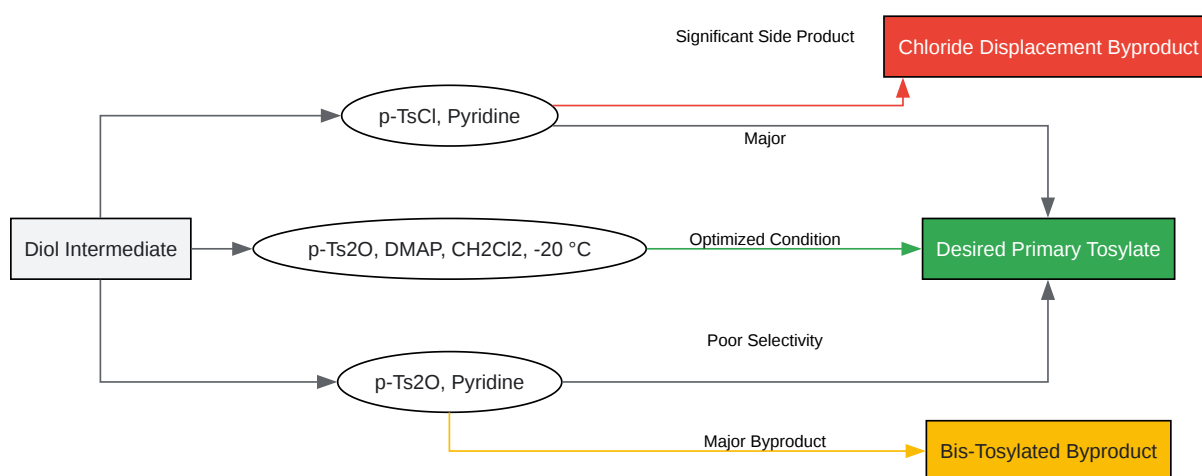 Significant Side Product
Chloride Displacement Byproduct
p-TsCl, Pyridine
Major
Diol Intermediate
p-Ts2O, DMAP, CH2Cl2, -20 °C
Optimized Condition
Desired Primary Tosylate
Poor Selectivity
p-Ts2O, Pyridine
Major Byproduct
Bis-Tosylated Byproduct